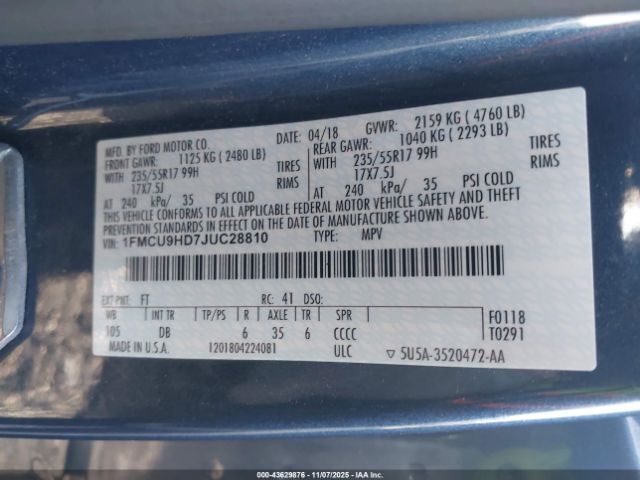 MFD. BY FORD MOTOR CO.
DATE: 04/18 GVWR: 2159 KG ( 4760 LB)
FRONT GAWR: 1125 KG ( 2480 LB) REAR GAWR: 1040 KG ( 2293 LB)
WITH 235/55R17 99H TIRES WITH 235/55R17 99H TIRES
17X7.5J RIMS 17X7.5J RIMS
AT 240 kPa/ 35 PSI COLD AT 240 kPa/ 35 PSI COLD
THIS VEHICLE CONFORMS TO ALL APPLICABLE FEDERAL MOTOR VEHICLE SAFETY AND THEFT
PREVENTION STANDARDS IN EFFECT ON THE DATE OF MANUFACTURE SHOWN ABOVE.
VIN: 1FMCU9HD7JUC28810 TYPE: MPV
EXT PNT: FT RC: 41 DSO:
WB INT TR TP/PS R AXLE TR SPR F0118
105 DB 6 35 6 CCCC T0291
MADE IN U.S.A. 1201804224081 ULC ▽ 5U5A-3520472-AA
000-43629876 | 11/07/2025 | IAA, Inc.